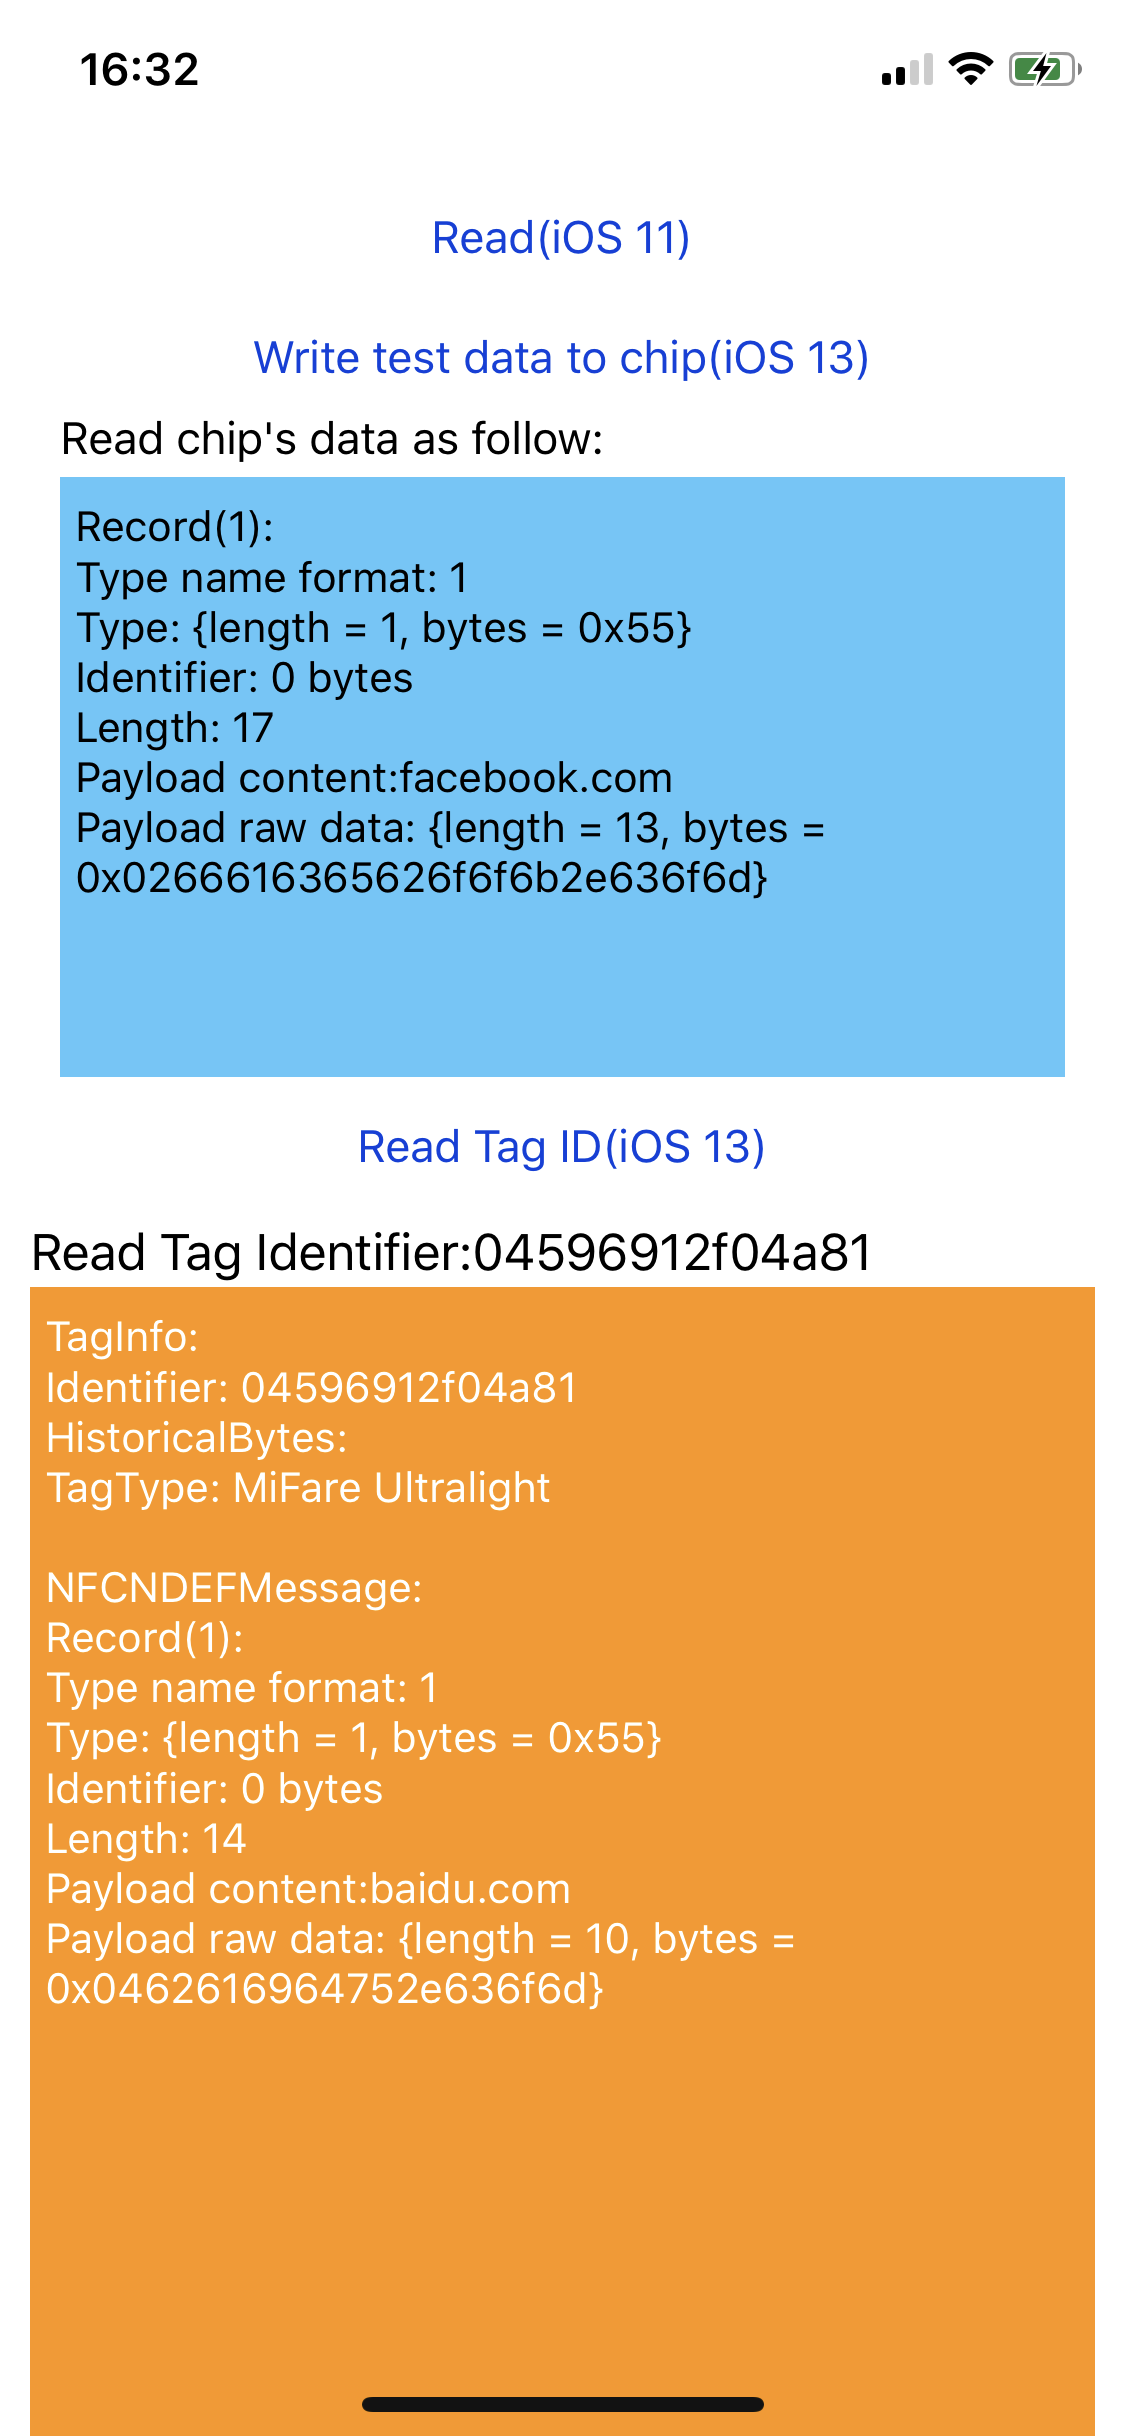 16:32
Read(iOS 11)
Write test data to chip(iOS 13)
Read chip's data as follow:
Record(1):
Type name format: 1
Type: {length = 1, bytes = 0x55}
Identifier: 0 bytes
Length: 17
Payload content:facebook.com
Payload raw data: {length = 13, bytes =
0x0266616365626f6f6b2e636f6d}
Read Tag ID(iOS 13)
Read Tag Identifier:04596912f04a81
TagInfo:
Identifier: 04596912f04a81
HistoricalBytes:
TagType: MiFare Ultralight
NFCNDEFMessage:
Record(1):
Type name format: 1
Type: {length = 1, bytes = 0x55}
Identifier: 0 bytes
Length: 14
Payload content:baidu.com
Payload raw data: {length = 10, bytes =
0x0462616964752e636f6d}